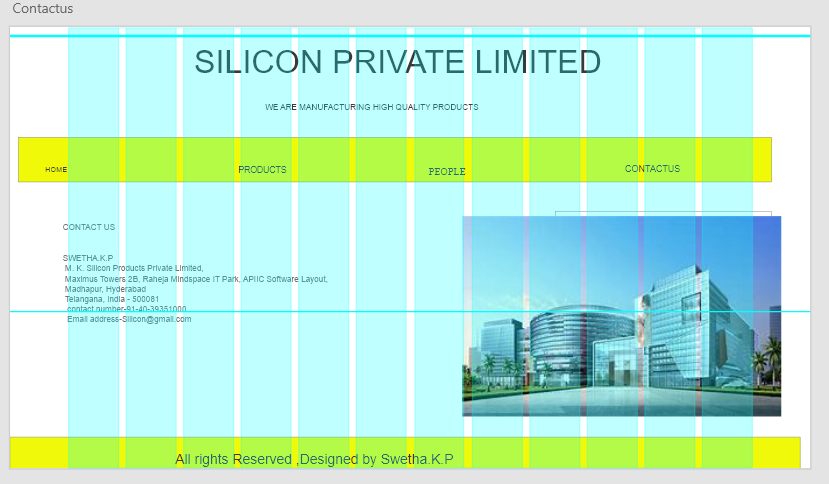 Contactus
SILICON PRIVATE LIMITED
WE ARE MANUFACTURING HIGH QUALITY PRODUCTS
HOME PRODUCTS PEOPLE CONTACTUS
CONTACT US
SWETHA.K.P
M. K. Silicon Products Private Limited,
Maximus Towers 2B, Raheja Mindspace IT Park, APIIC Software Layout,
Madhapur, Hyderabad
Telangana, India - 500081
contact number-91-40-39351000
Email address-Silicon@gmail.com
All rights Reserved ,Designed by Swetha.K.P